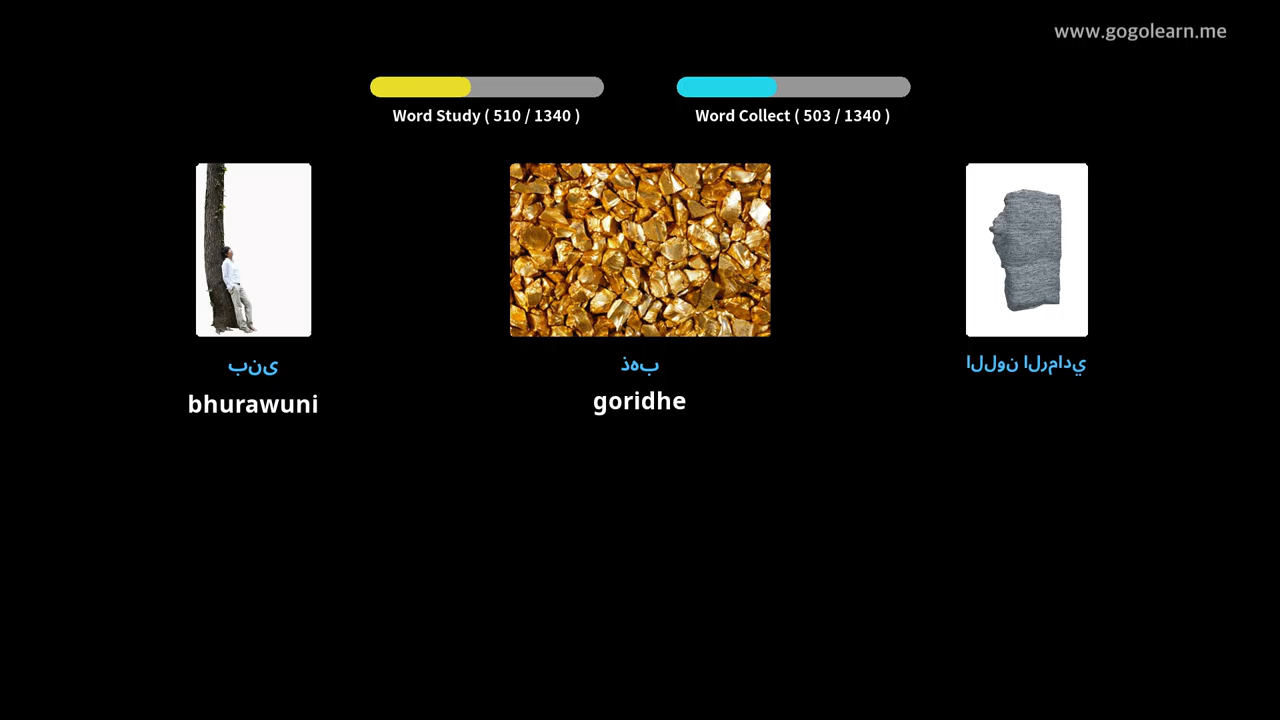 www.gogolearn.me
Word Study ( 510 / 1340 )
Word Collect ( 503 / 1340 )
بنى
ذهب
اللون الرمادي
bhurawuni
goridhe